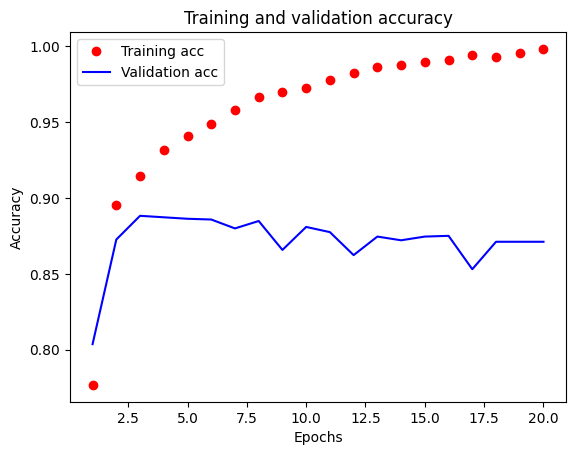 Training and validation accuracy
Training acc
Validation acc
1.00
0.95
0.90
0.85
0.80
Accuracy
2.5 5.0 7.5 10.0 12.5 15.0 17.5 20.0
Epochs